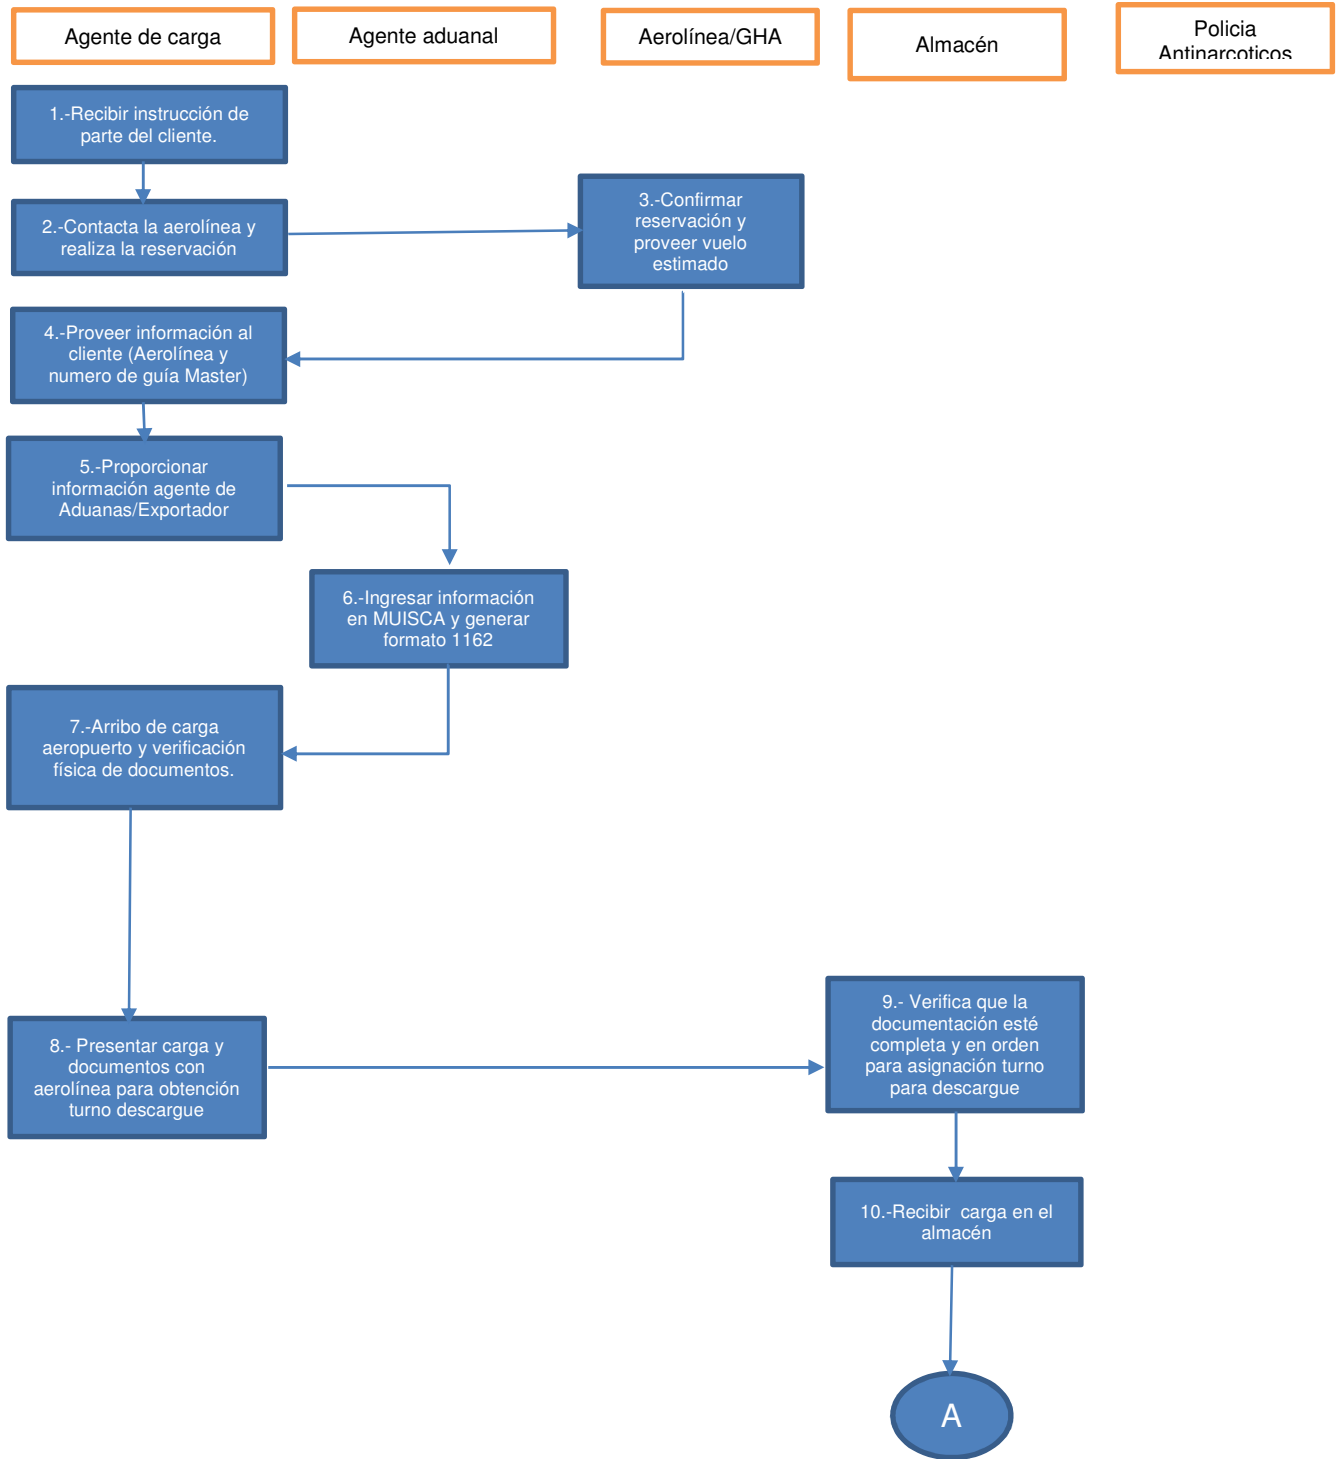 Agente de carga
Agente aduanal
Aerolínea/GHA
Almacén
Policia
Antinarcoticos
1.-Recibir instrucción de
parte del cliente.
2.-Contacta la aerolínea y
realiza la reservación
3.-Confirmar
reservación y
proveer vuelo
estimado
4.-Proveer información al
cliente (Aerolínea y
numero de guía Master)
5.-Proporcionar
información agente de
Aduanas/Exportador
6.-Ingresar información
en MUISCA y generar
formato 1162
7.-Arribo de carga
aeropuerto y verificación
física de documentos.
8.- Presentar carga y
documentos con
aerolínea para obtención
turno descargue
9.- Verifica que la
documentación esté
completa y en orden
para asignación turno
para descargue
10.-Recibir  carga en el
almacén
A